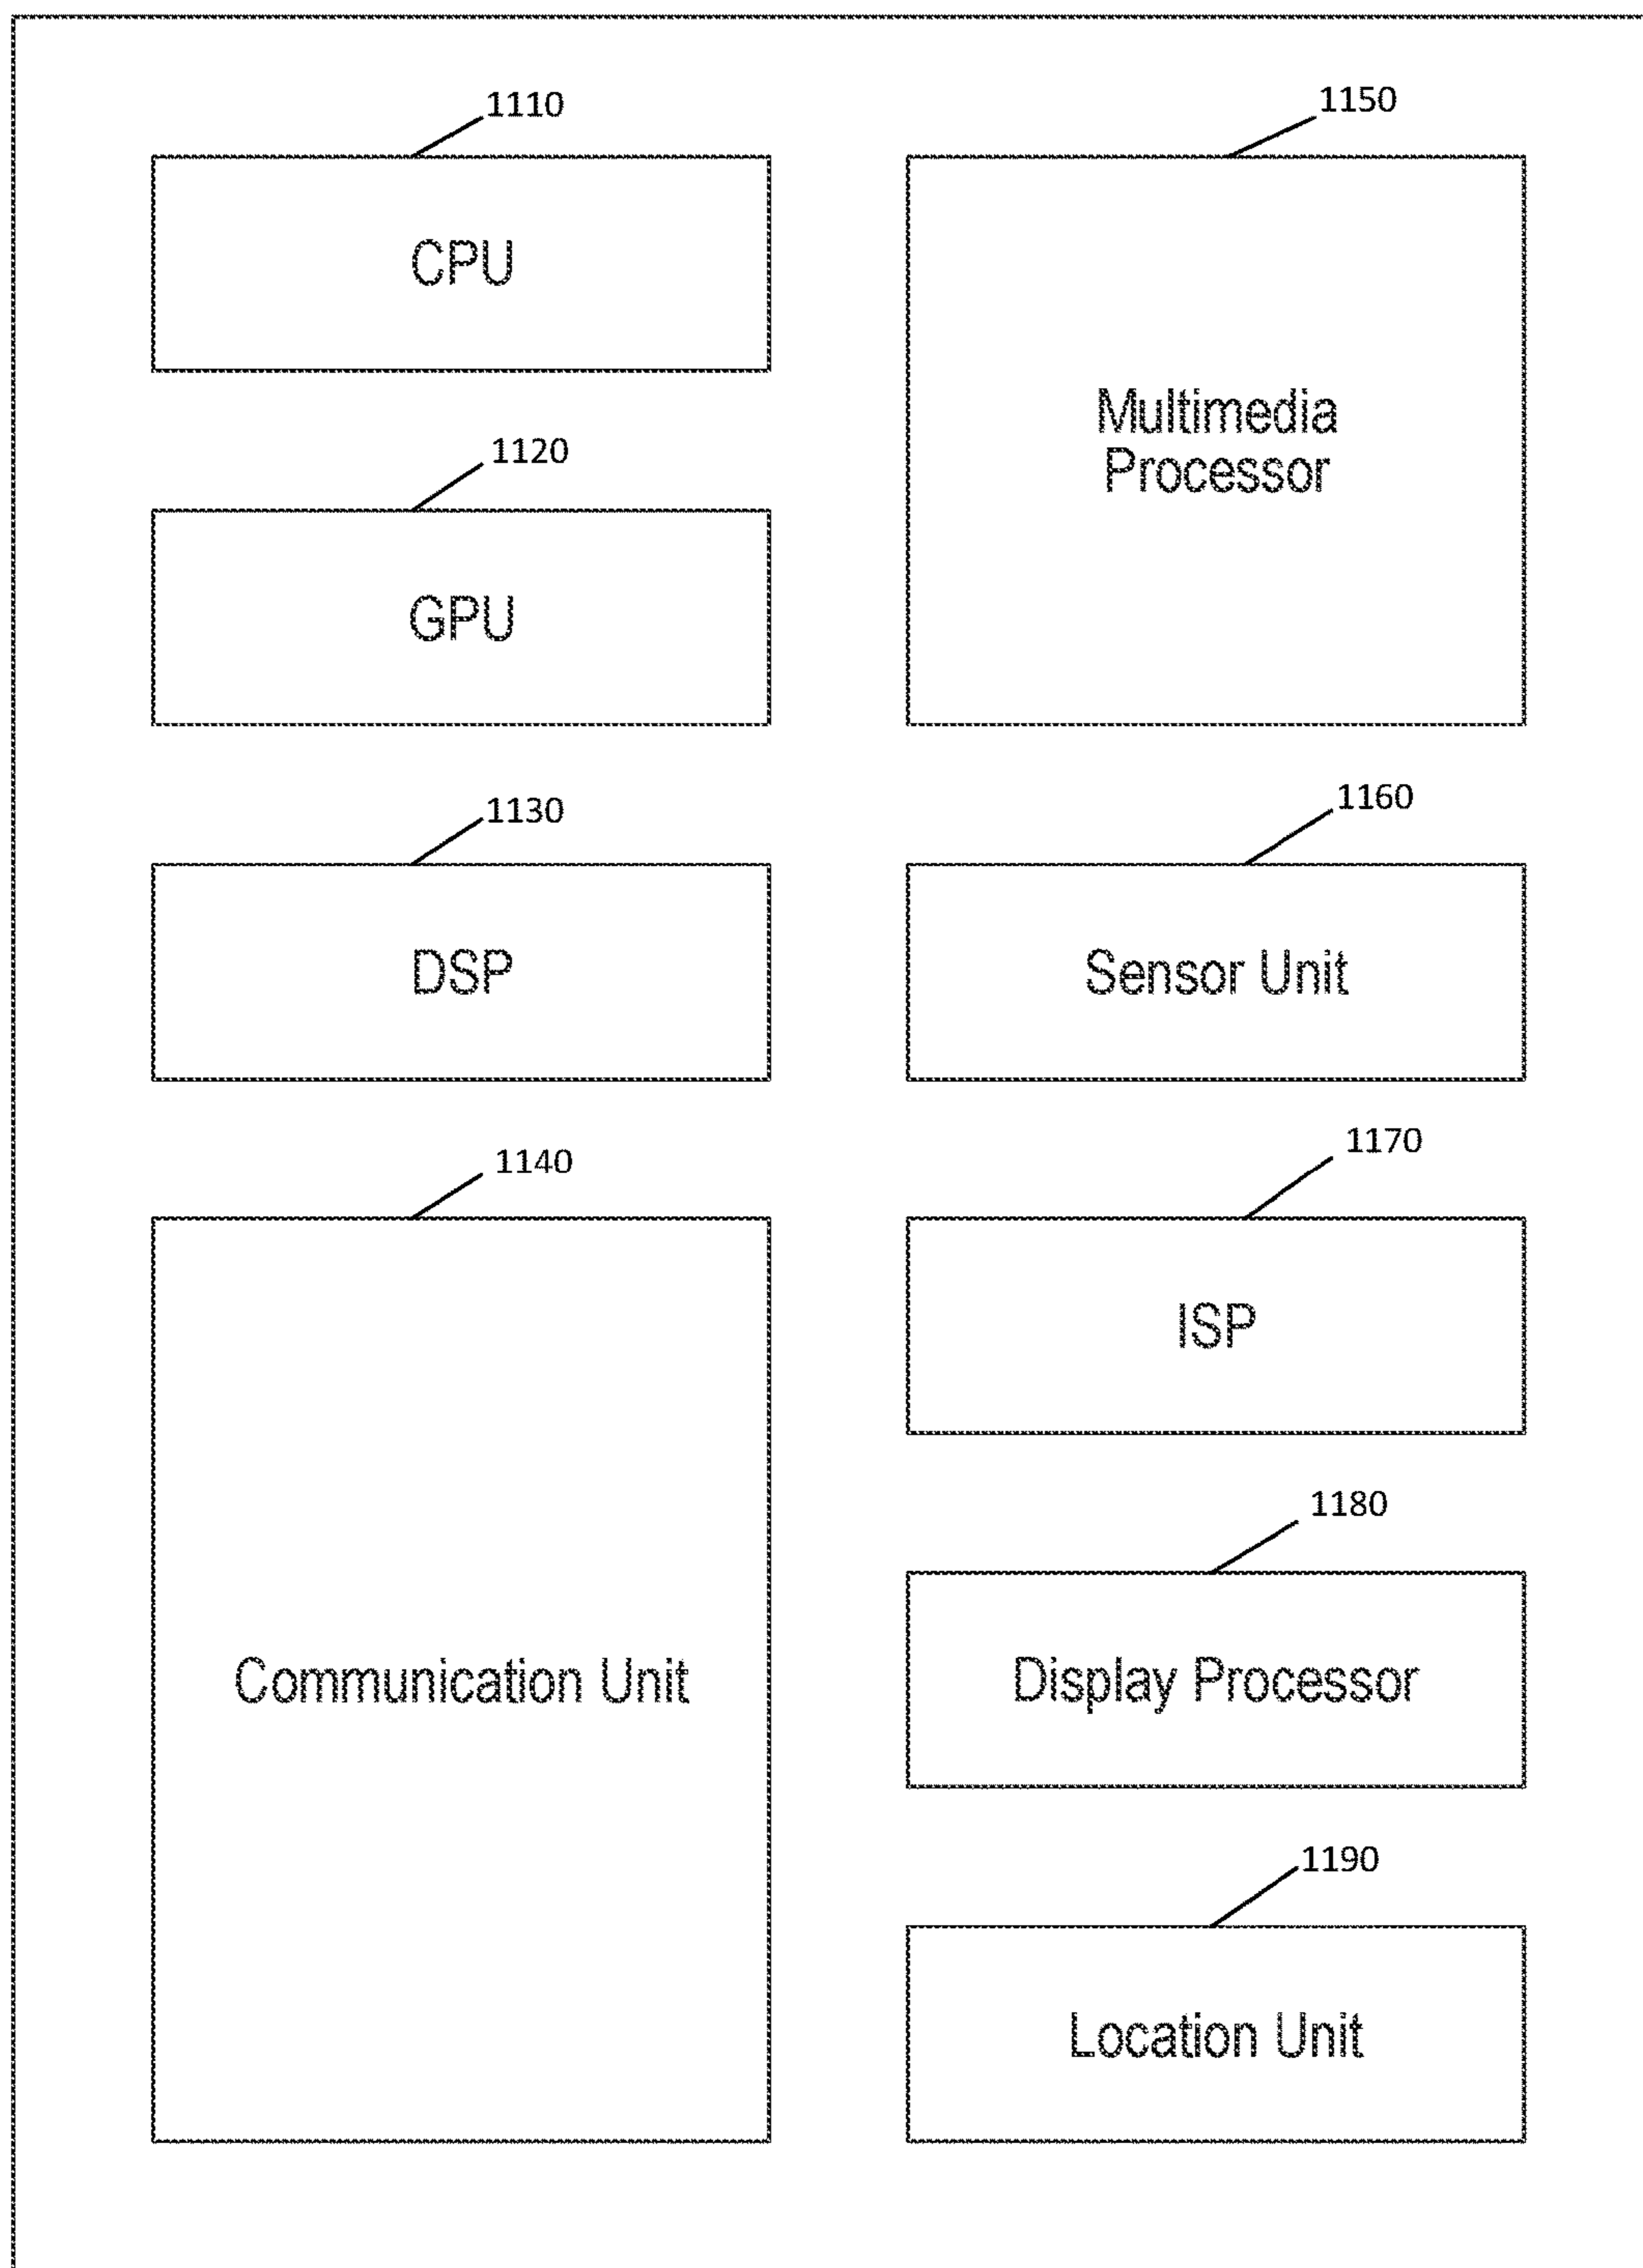 1110
CPU
1120
GPU
1130
DSP
1140
Communication Unit
1150
Multimedia
Processor
1160
Sensor Unit
1170
ISP
1180
Display Processor
1190
Location Unit